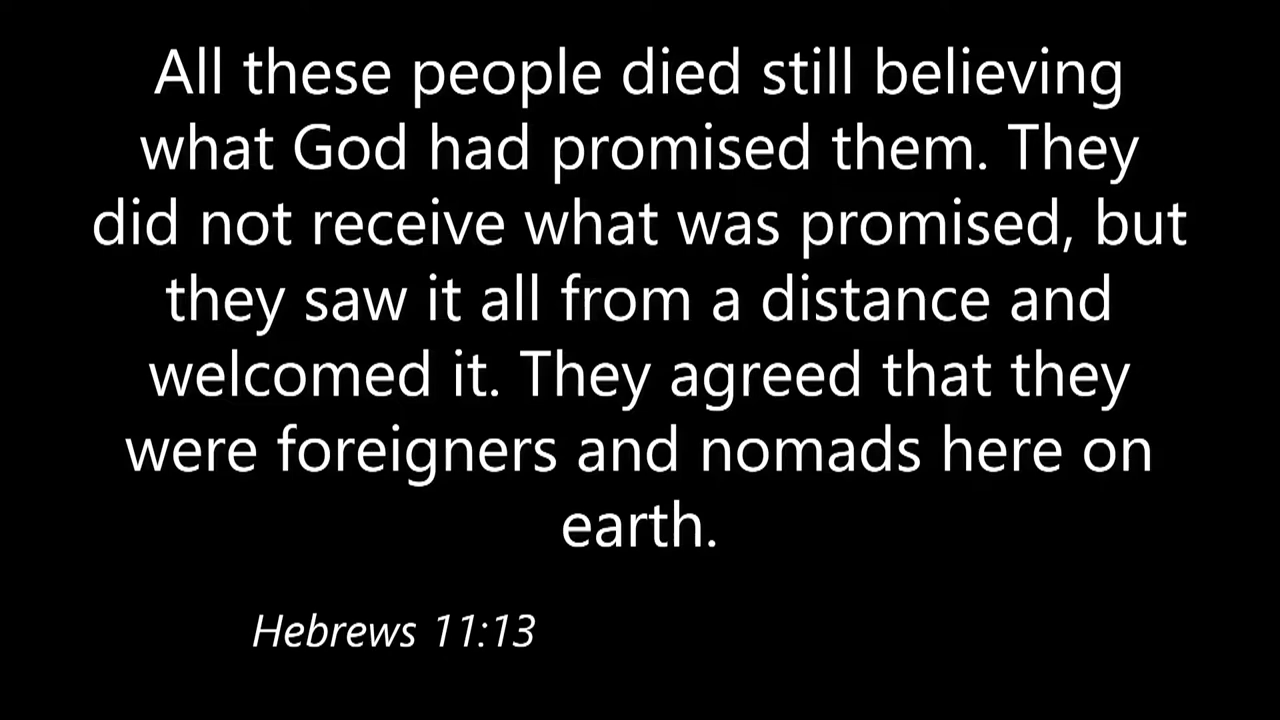 All these people died still believing
what God had promised them. They
did not receive what was promised, but
they saw it all from a distance and
welcomed it. They agreed that they
were foreigners and nomads here on
earth.
Hebrews 11:13